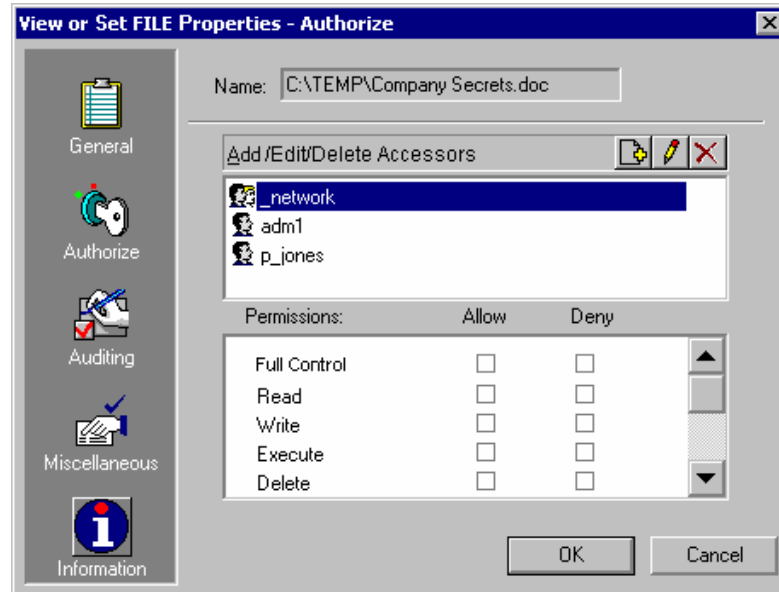 View or Set FILE Properties - Authorize
Name: C:\TEMP\Company Secrets.doc
General
Authorize
Auditing
Miscellaneous
Information
Add/Edit/Delete Accessors
_network
adm1
p_jones
Permissions: Allow Deny
Full Control
Read
Write
Execute
Delete
OK Cancel